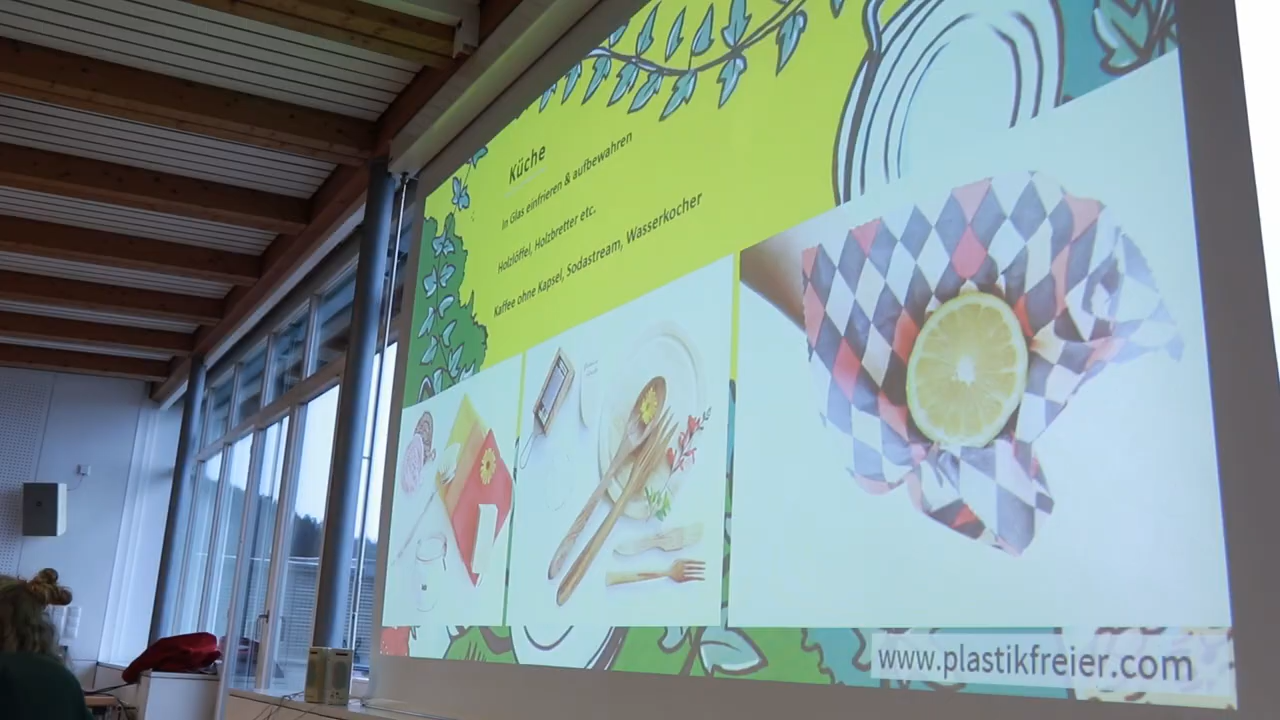 Küche
In Glas einfrieren & aufbewahren
Holzlöffel, Holzbretter etc.
Kaffee ohne Kapsel, Sodastream, Wasserkocher
www.plastikfreier.com